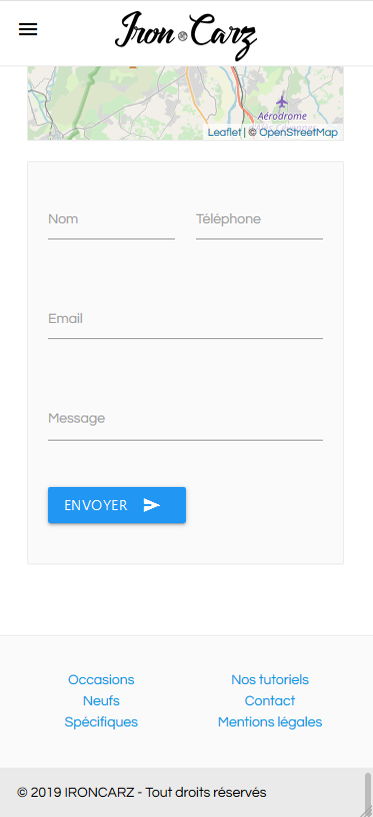 Iron Carz
Aérodrome
Leaflet | © OpenStreetMap
Nom
Téléphone
Email
Message
ENVOYER
Occasions
Nos tutoriels
Neufs
Contact
Spécifiques
Mentions légales
© 2019 IRONCARZ - Tout droits réservés